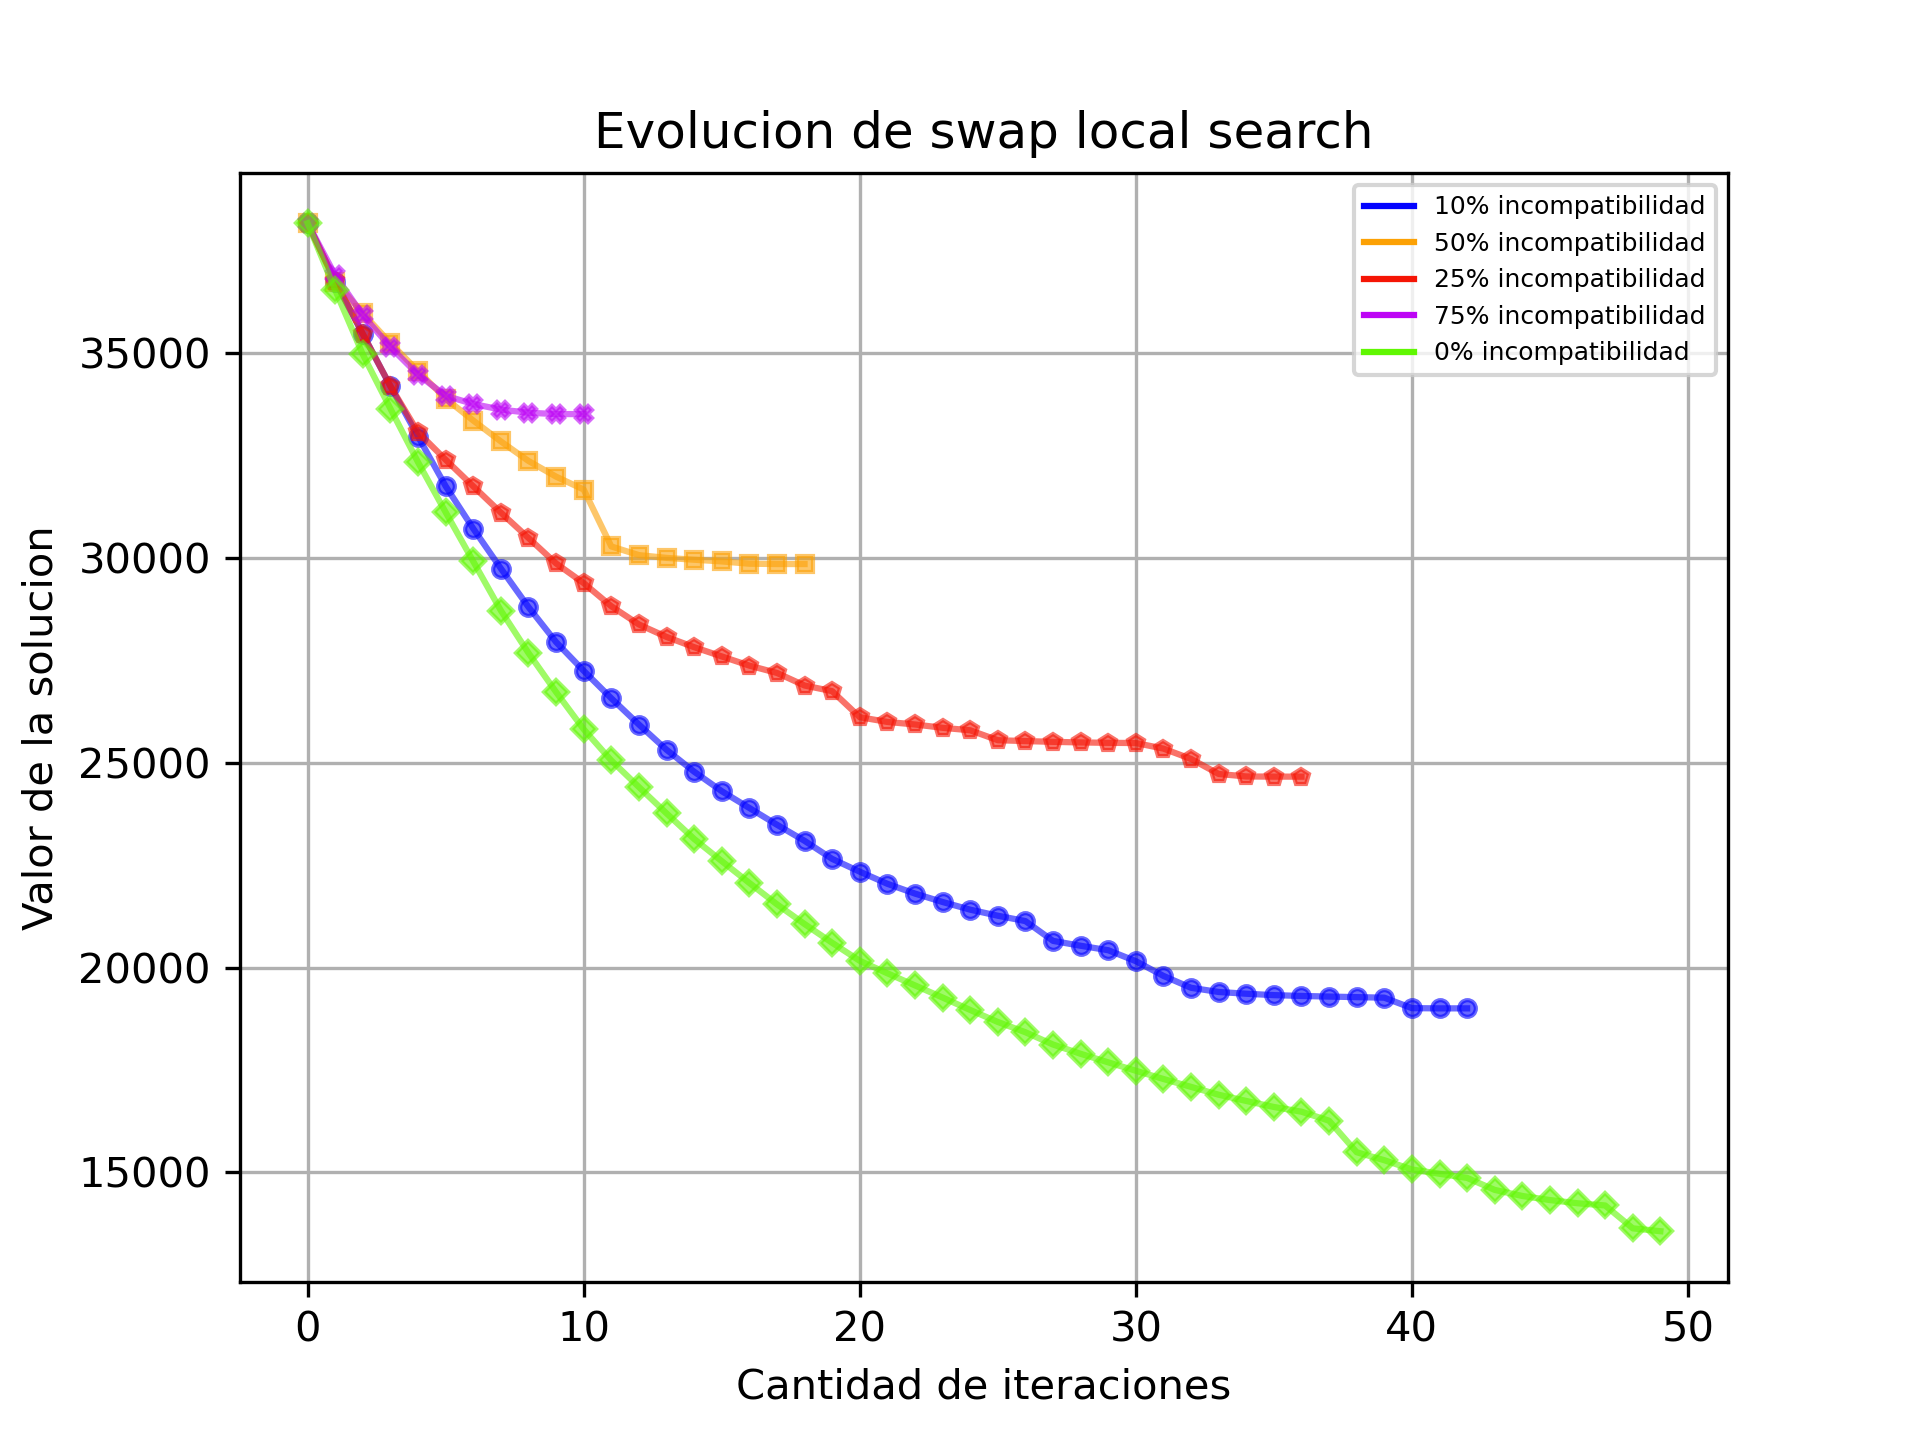 Evolucion de swap local search
10% incompatibilidad
50% incompatibilidad
25% incompatibilidad
75% incompatibilidad
0% incompatibilidad
Valor de la solucion
35000
30000
25000
20000
15000
0 10 20 30 40 50
Cantidad de iteraciones